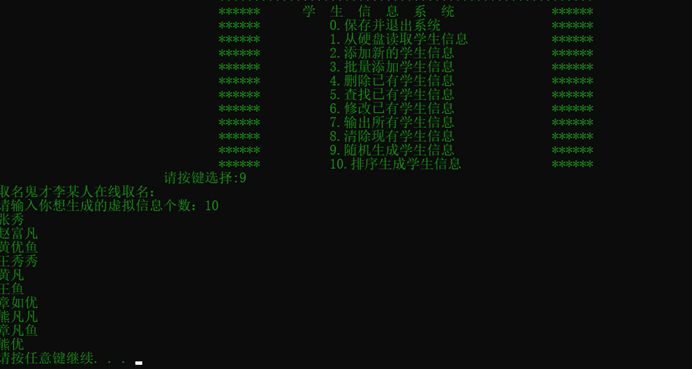 ****** 学 生 信 息 系 统 ******
****** 0.保存并退出系统 ******
****** 1.从硬盘读取学生信息 ******
****** 2.添加新的学生信息 ******
****** 3.批量添加学生信息 ******
****** 4.删除已有学生信息 ******
****** 5.查找已有学生信息 ******
****** 6.修改已有学生信息 ******
****** 7.输出所有学生信息 ******
****** 8.清除现有学生信息 ******
****** 9.随机生成学生信息 ******
****** 10.排序生成学生信息 ******
请按键选择:9
取名鬼才李某人在线取名：
请输入你想生成的虚拟信息个数：10
张秀
赵富凡
黄优鱼
王秀秀
黄凡
王鱼
章如优
熊凡凡
章凡鱼
熊优
请按任意键继续. . .